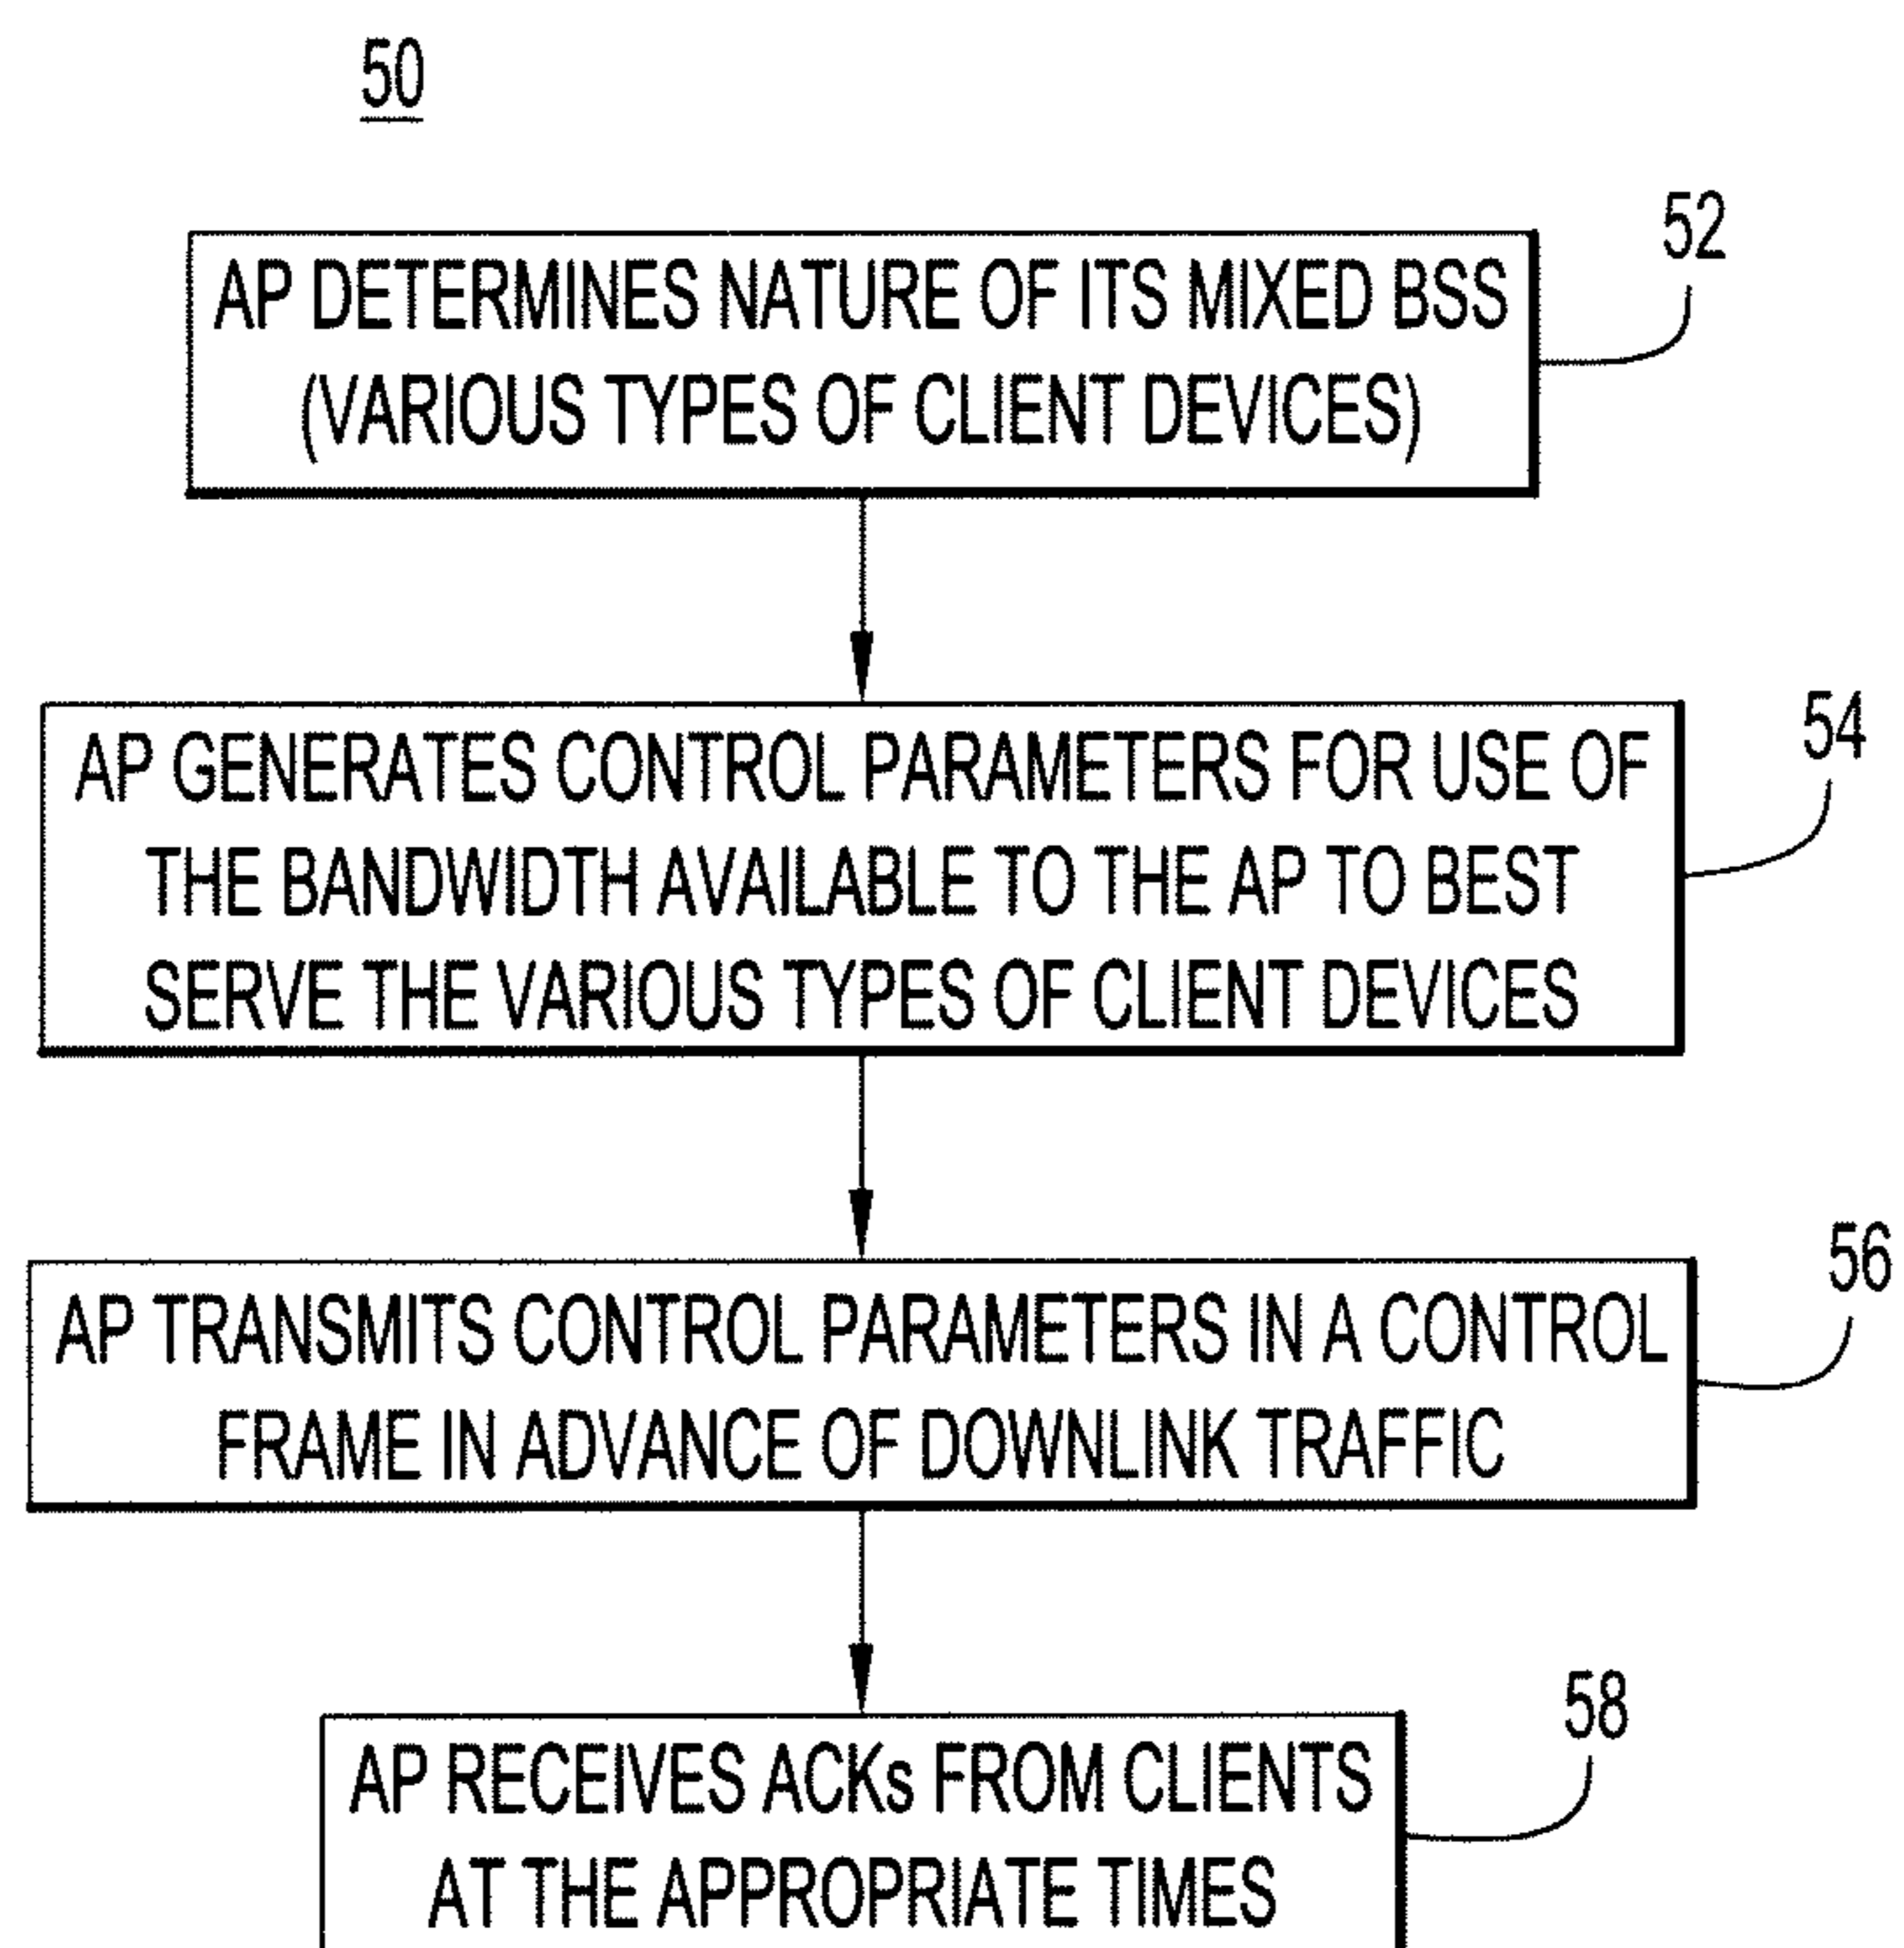 50
52
AP DETERMINES NATURE OF ITS MIXED BSS
(VARIOUS TYPES OF CLIENT DEVICES)
54
AP GENERATES CONTROL PARAMETERS FOR USE OF
THE BANDWIDTH AVAILABLE TO THE AP TO BEST
SERVE THE VARIOUS TYPES OF CLIENT DEVICES
56
AP TRANSMITS CONTROL PARAMETERS IN A CONTROL
FRAME IN ADVANCE OF DOWNLINK TRAFFIC
58
AP RECEIVES ACKs FROM CLIENTS
AT THE APPROPRIATE TIMES